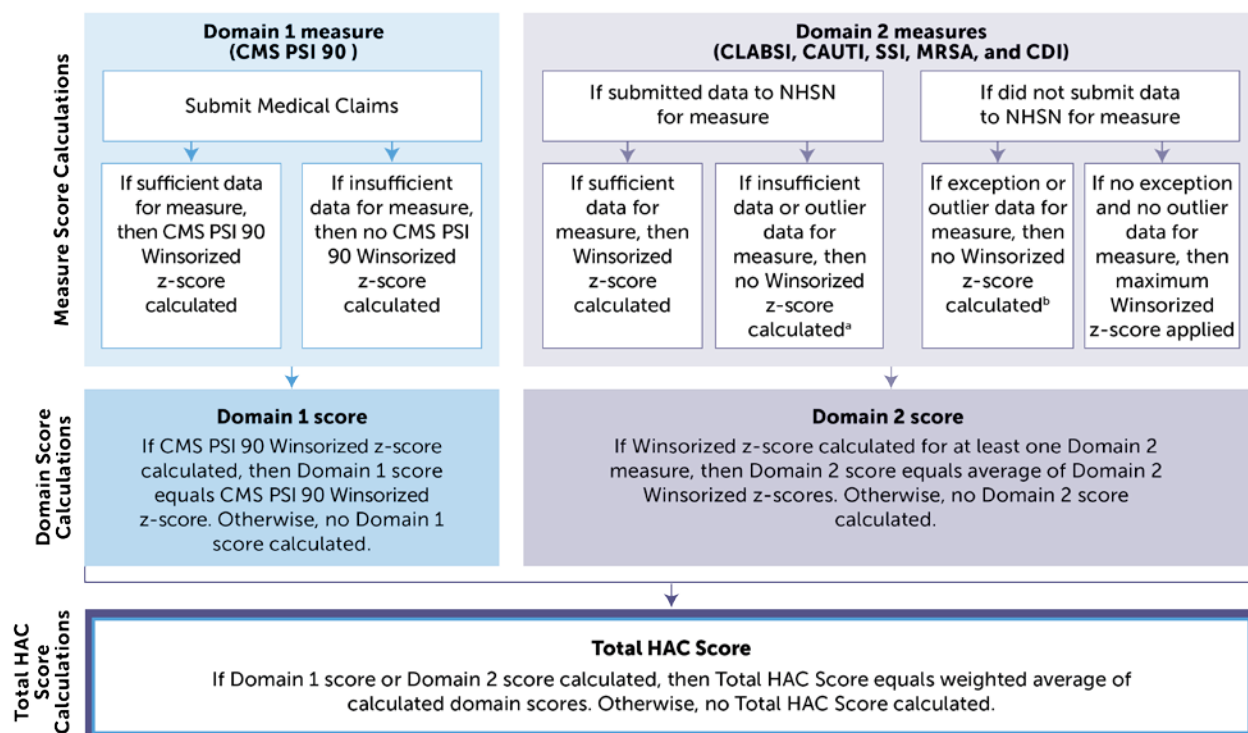 Measure Score Calculations
Domain 1 measure
(CMS PSI 90 )
Submit Medical Claims
If sufficient data
for measure,
then CMS PSI 90
Winsorized
z-score
calculated
If insufficient
data for measure,
then no CMS PSI
90 Winsorized
z-score
calculated
Domain 2 measures
(CLABSI, CAUTI, SSI, MRSA, and CDI)
If submitted data to NHSN
for measure
If did not submit data
to NHSN for measure
If sufficient
data for
measure, then
Winsorized
z-score
calculated
If insufficient
data or outlier
data for
measure, then
no Winsorized
z-score
calculatedᵃ
If exception or
outlier data for
measure, then
no Winsorized
z-score
calculatedᵇ
If no exception
and no outlier
data for
measure, then
maximum
Winsorized
z-score applied
Domain Score
Calculations
Domain 1 score
If CMS PSI 90 Winsorized z-score
calculated, then Domain 1 score
equals CMS PSI 90 Winsorized
z-score. Otherwise, no Domain 1
score calculated.
Domain 2 score
If Winsorized z-score calculated for at least one Domain 2
measure, then Domain 2 score equals average of Domain 2
Winsorized z-scores. Otherwise, no Domain 2 score
calculated.
Total HAC
Score
Calculations
Total HAC Score
If Domain 1 score or Domain 2 score calculated, then Total HAC Score equals weighted average of
calculated domain scores. Otherwise, no Total HAC Score calculated.